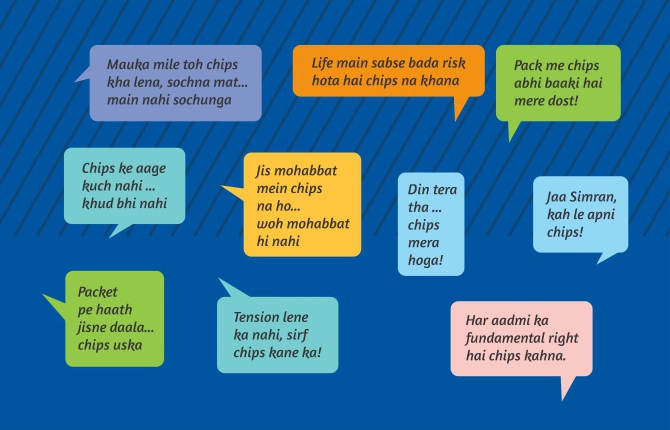 Mauka mile toh chips
kha lena, sochna mat...
main nahi sochunga
Life main sabse bada risk
hota hai chips na khana
Pack me chips
abhi baaki hai
mere dost!
Chips ke aage
kuch nahi ...
khud bhi nahi
Jis mohabbat
mein chips
na ho...
woh mohabbat
hi nahi
Din tera
tha ...
chips
mera
hoga!
Jaa Simran,
kah le apni
chips!
Packet
pe haath
jisne daala...
chips uska
Tension lene
ka nahi, sirf
chips kane ka!
Har aadmi ka
fundamental right
hai chips kahna.